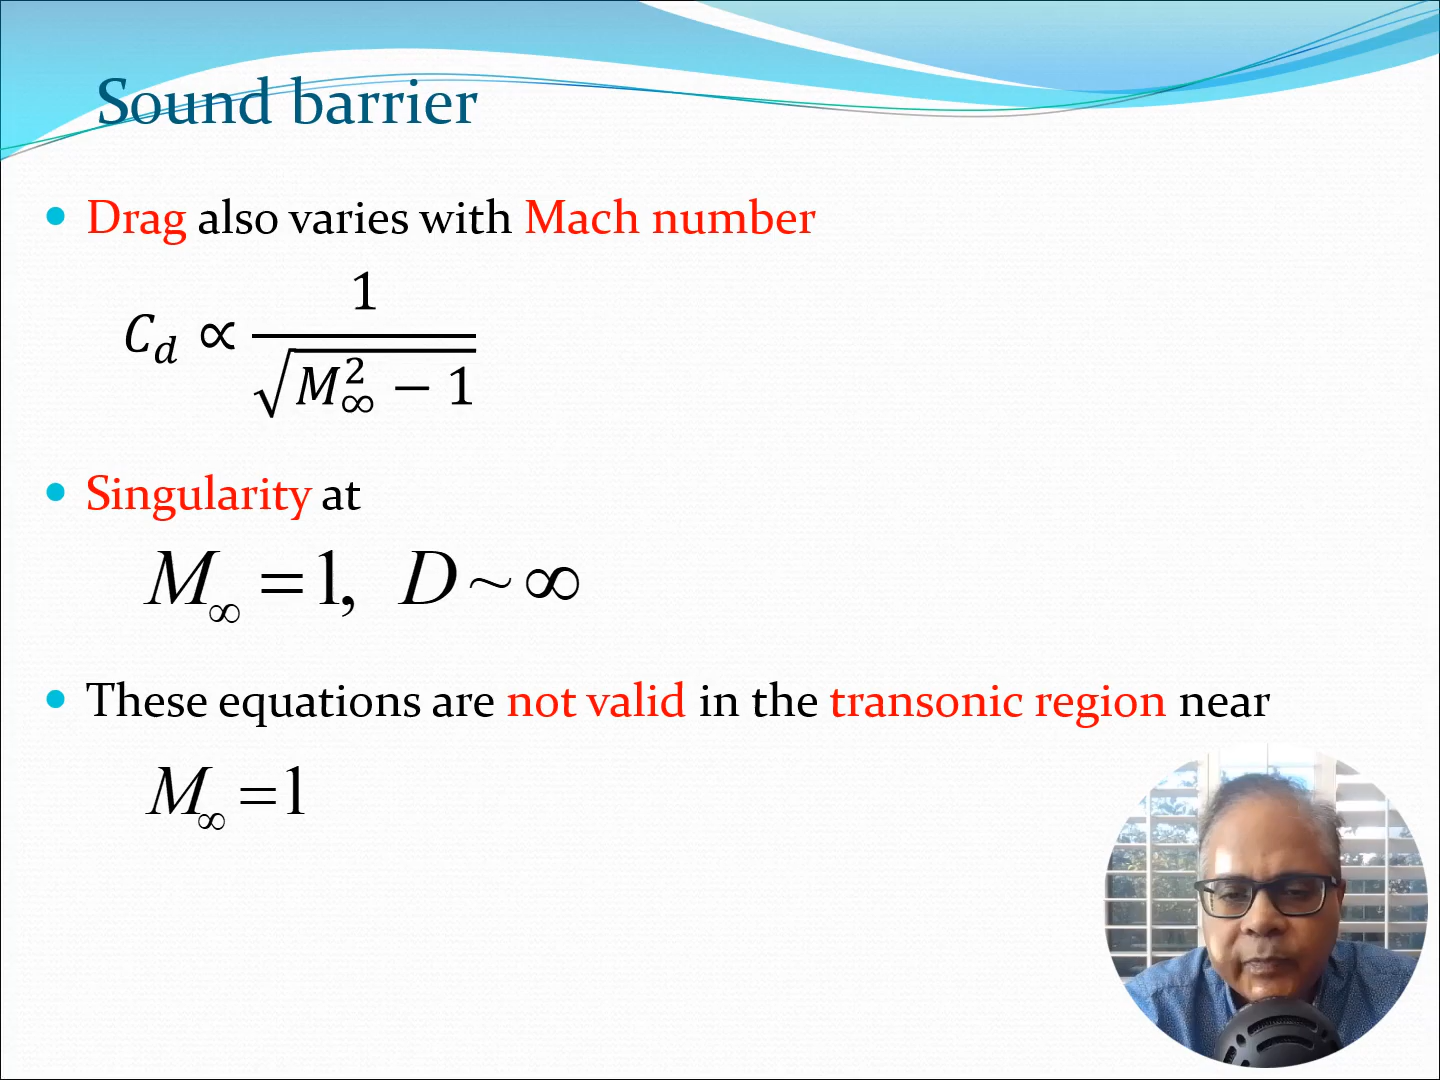 Sound barrier
• Drag also varies with Mach number
C_d ∝ 1 / √(M_∞^2 − 1)
• Singularity at
M_∞ = 1, D ~ ∞
• These equations are not valid in the transonic region near
M_∞ = 1